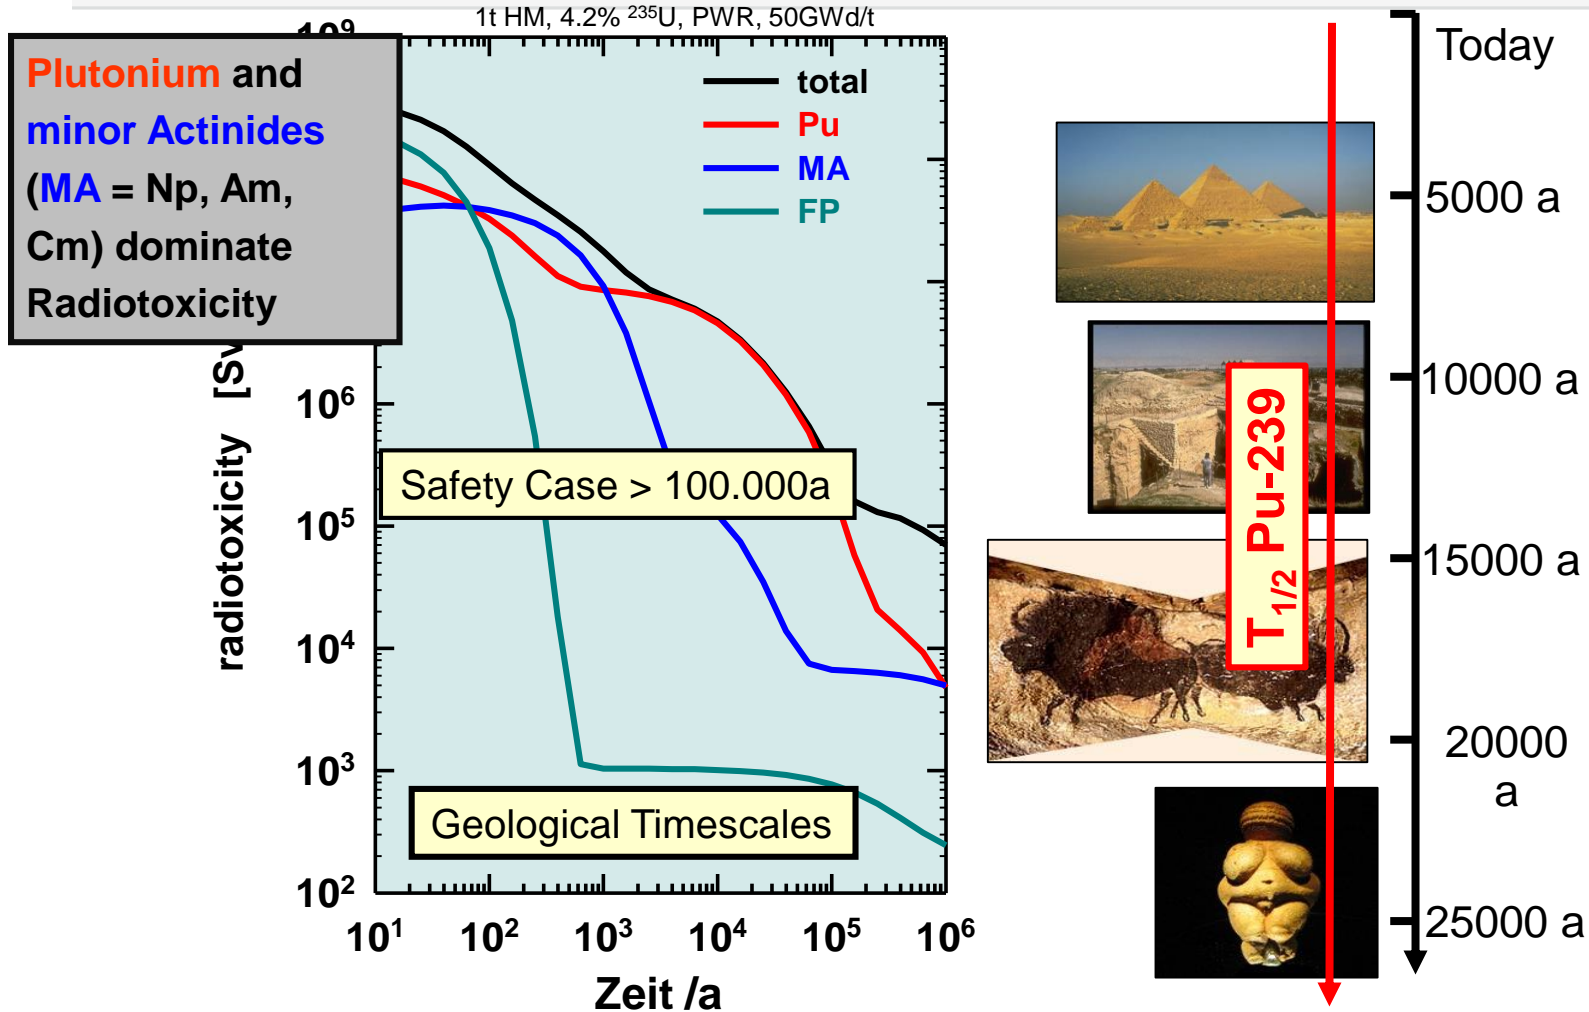 1t HM, 4.2% ²³⁵U, PWR, 50GWd/t
10⁹
Plutonium and
minor Actinides
(MA = Np, Am,
Cm) dominate
Radiotoxicity
total
Pu
MA
FP
radiotoxicity [Sv
10⁶
10⁵
10⁴
10³
10²
Safety Case > 100.000a
Geological Timescales
10¹ 10² 10³ 10⁴ 10⁵ 10⁶
Zeit /a
T₁/₂ Pu-239
Today
5000 a
10000 a
15000 a
20000
a
25000 a